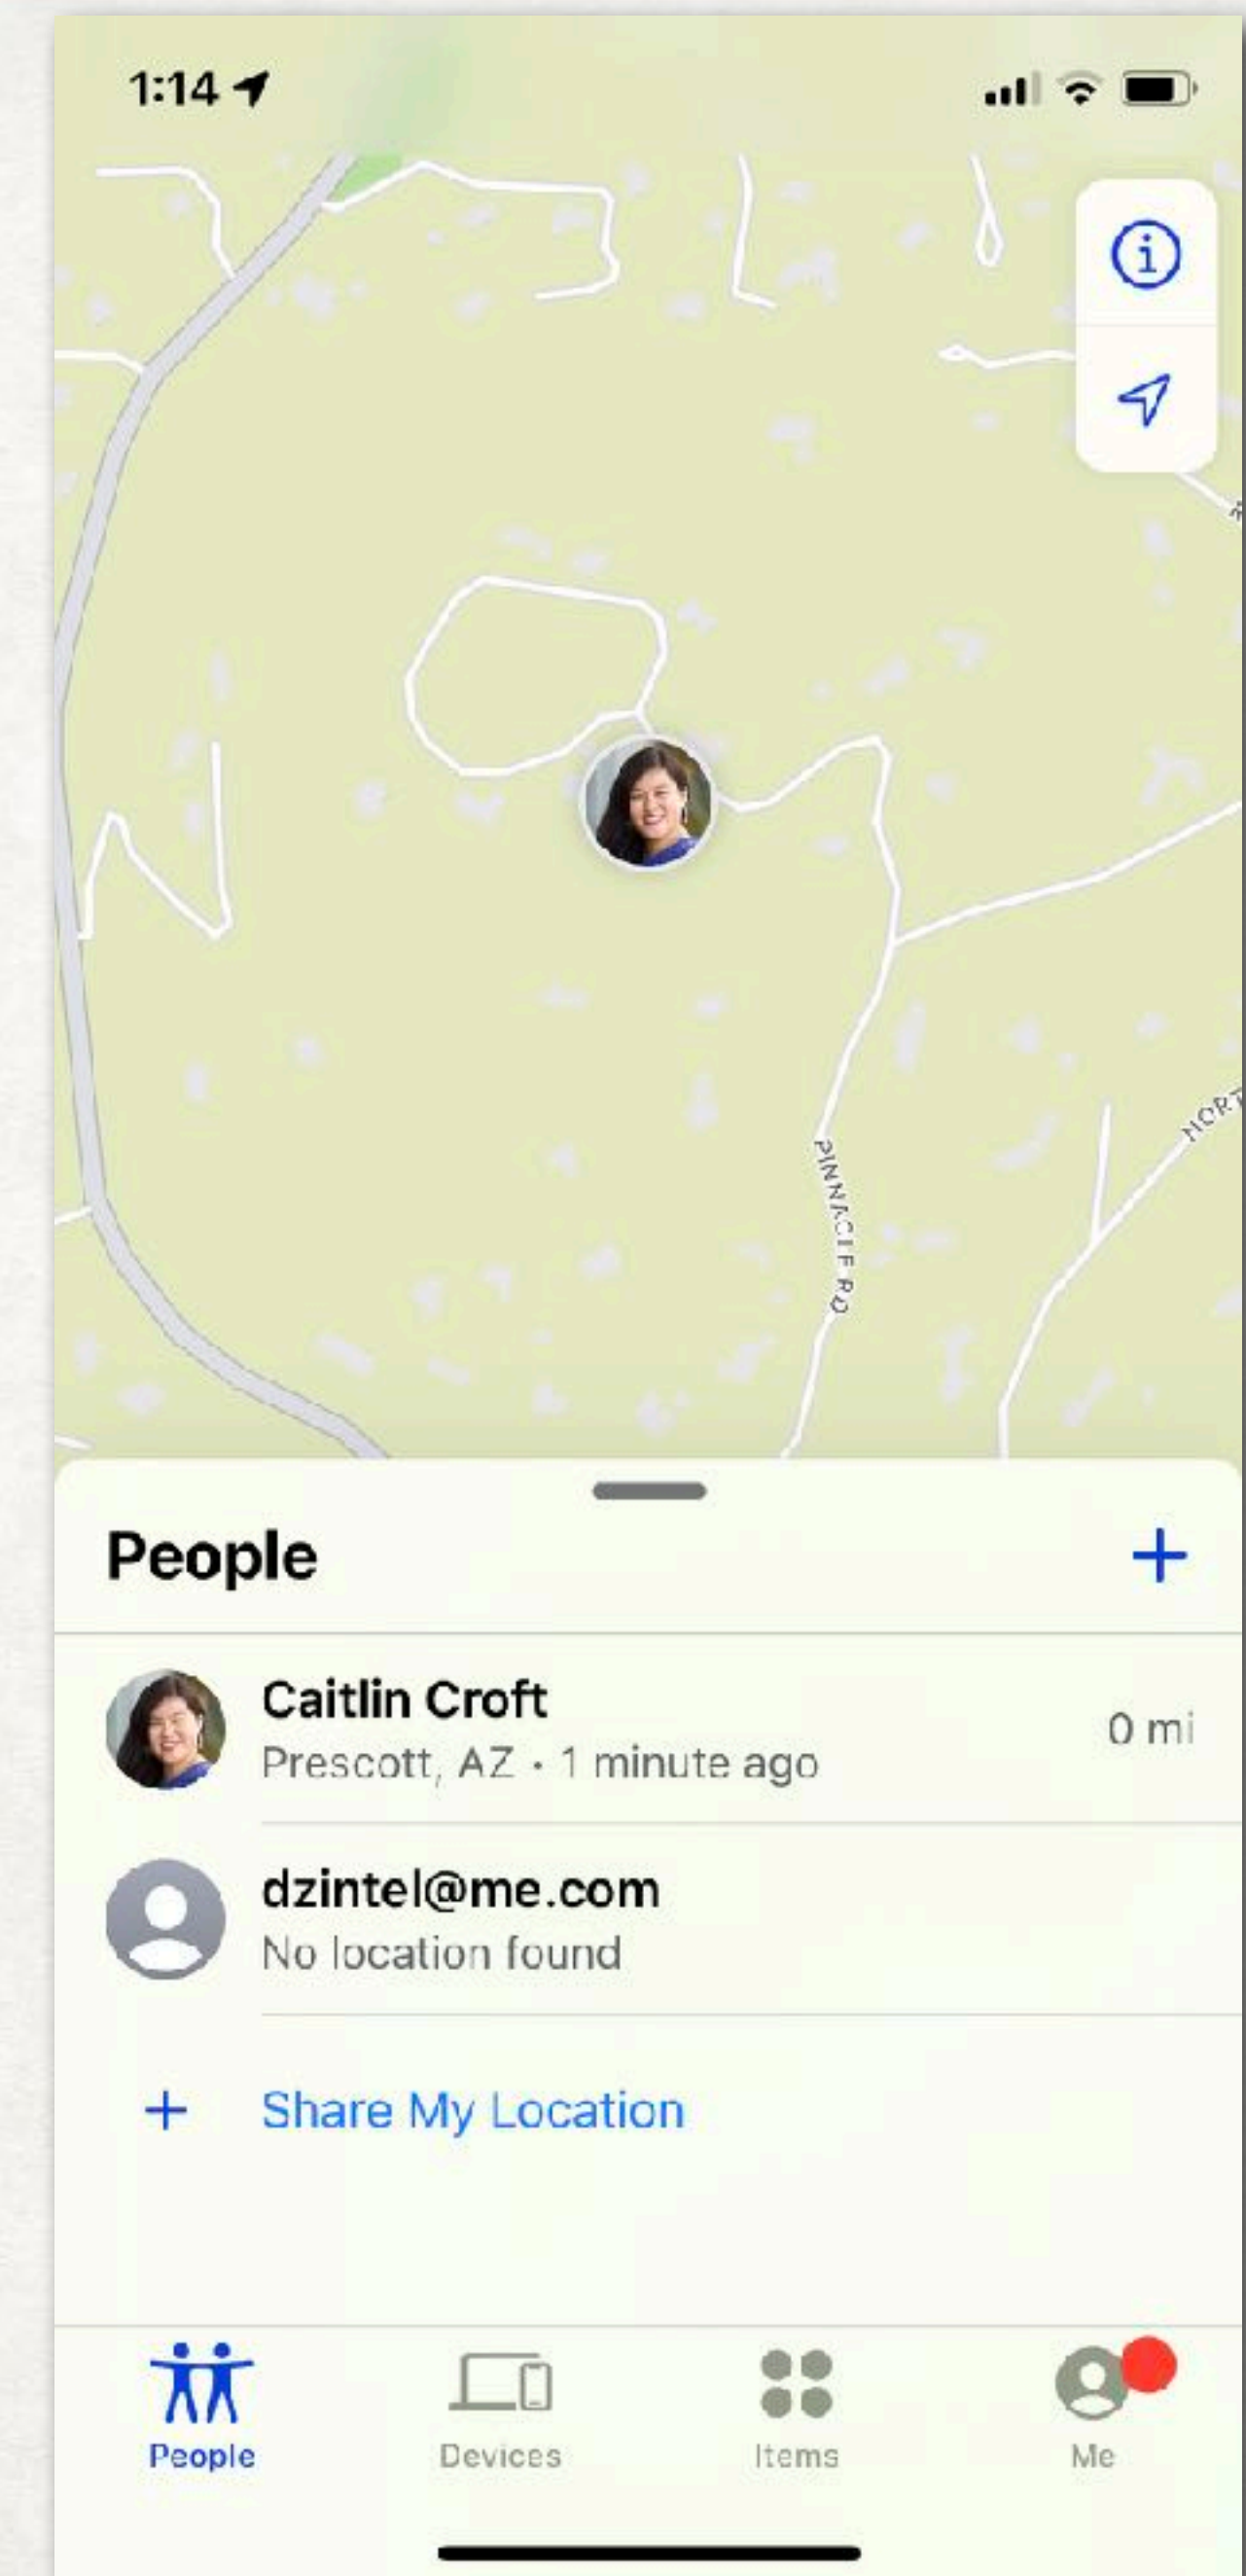 1:14
PINNACLE RD
NORT
People
Caitlin Croft
Prescott, AZ • 1 minute ago
0 mi
dzintel@me.com
No location found
Share My Location
People
Devices
Items
Me